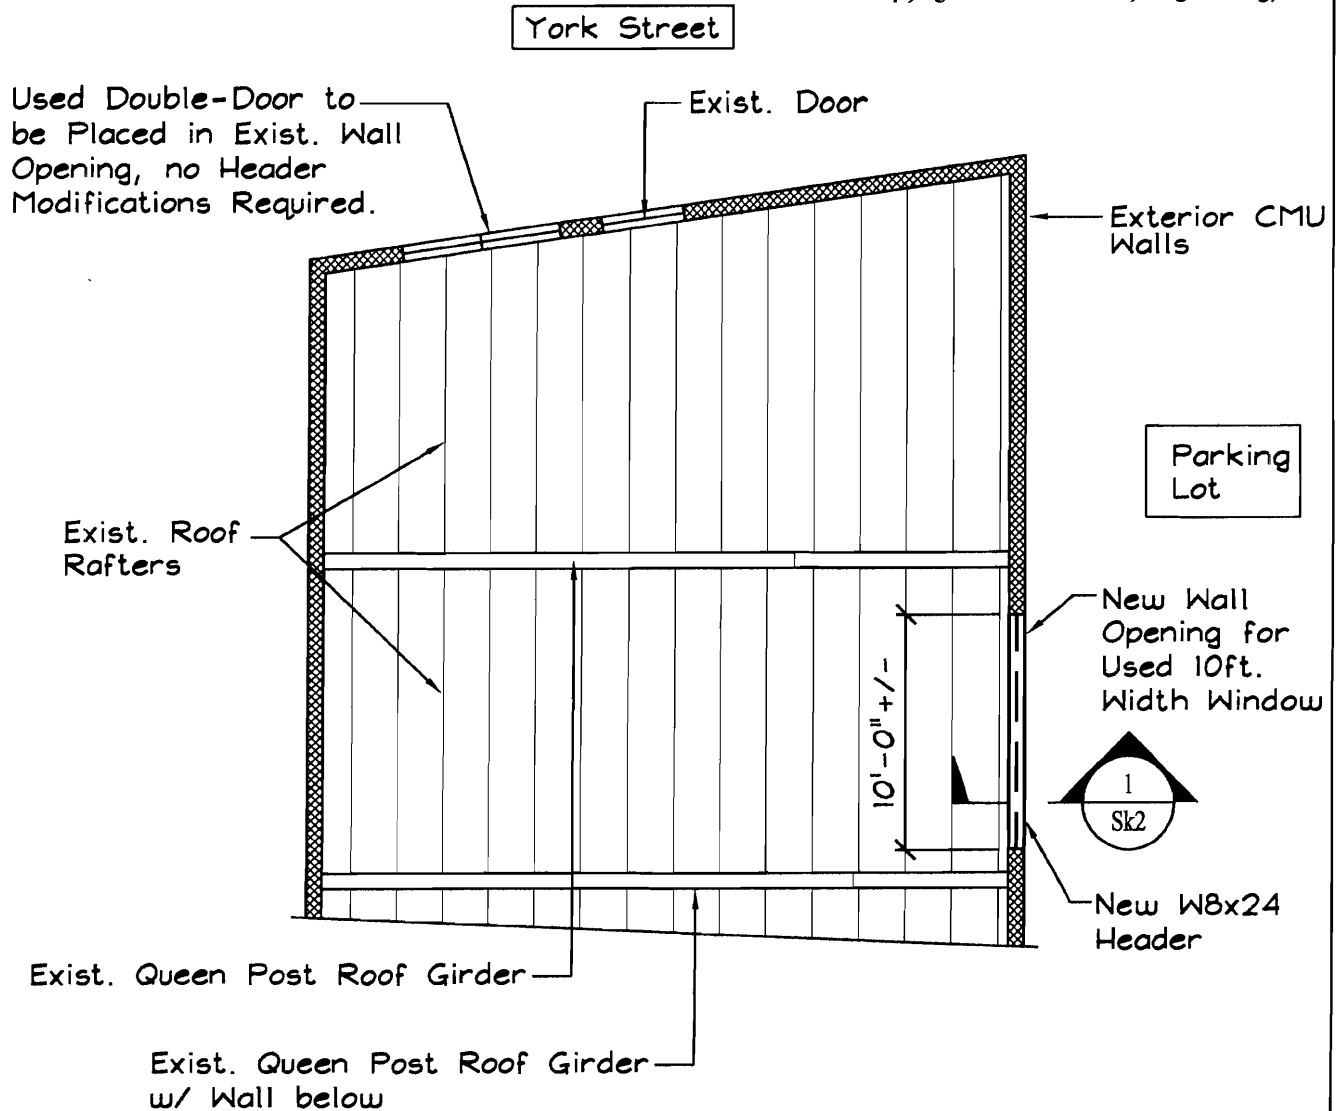 York Street
Used Double-Door to
be Placed in Exist. Wall
Opening, no Header
Modifications Required.
Exist. Door
Exterior CMU
Walls
Parking
Lot
Exist. Roof
Rafters
New Wall
Opening for
Used 10ft.
Width Window
10'-0"+/-
1
Sk2
New W8x24
Header
Exist. Queen Post Roof Girder
Exist. Queen Post Roof Girder
w/ Wall below